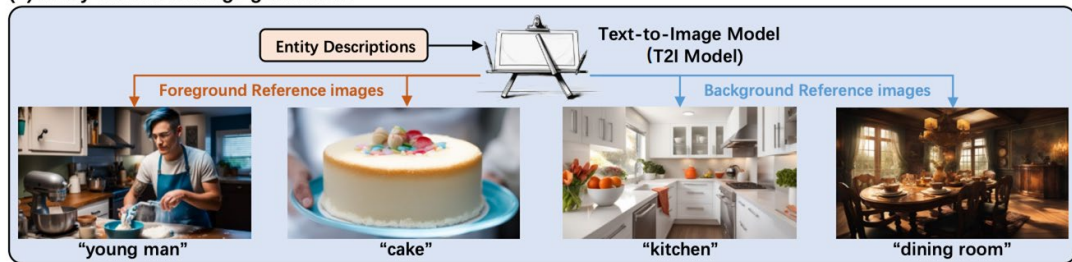 Entity Descriptions
Text-to-Image Model
(T2I Model)
Foreground Reference images
Background Reference images
“young man”
“cake”
“kitchen”
“dining room”